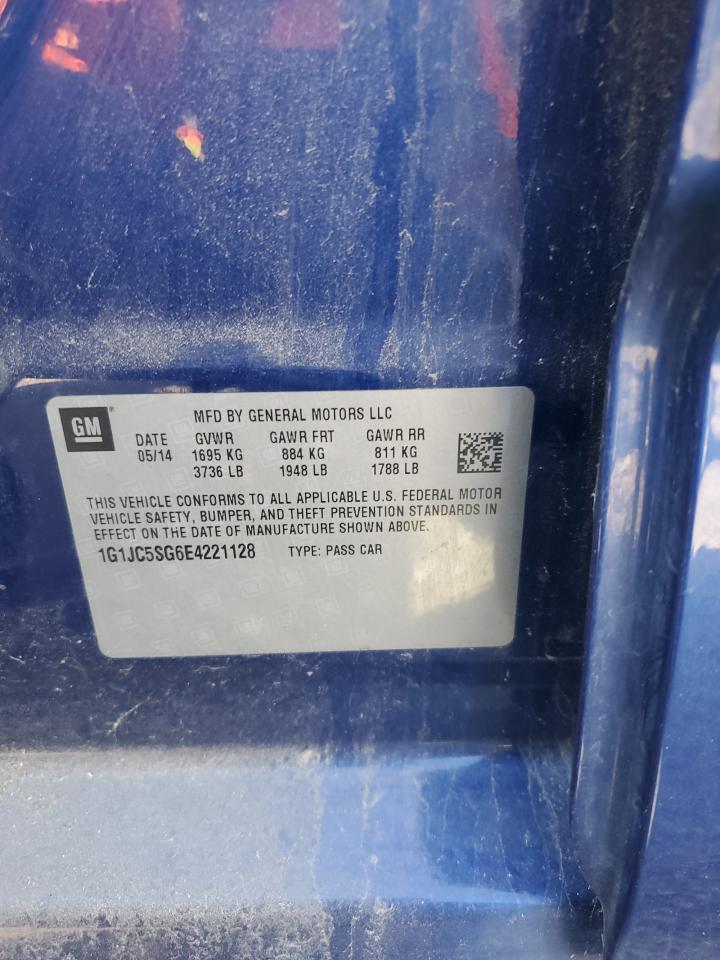 GM
MFD BY GENERAL MOTORS LLC
DATE GVWR GAWR FRT GAWR RR
05/14 1695 KG 884 KG 811 KG
3736 LB 1948 LB 1788 LB
THIS VEHICLE CONFORMS TO ALL APPLICABLE U.S. FEDERAL MOTOR
VEHICLE SAFETY, BUMPER, AND THEFT PREVENTION STANDARDS IN
EFFECT ON THE DATE OF MANUFACTURE SHOWN ABOVE.
1G1JC5SG6E4221128 TYPE: PASS CAR